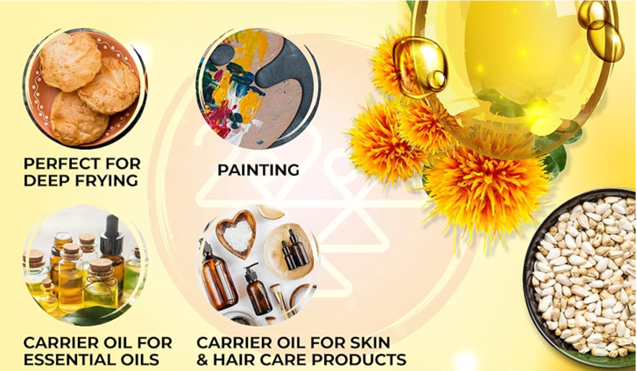 PERFECT FOR
DEEP FRYING
PAINTING
CARRIER OIL FOR
ESSENTIAL OILS
CARRIER OIL FOR SKIN
& HAIR CARE PRODUCTS